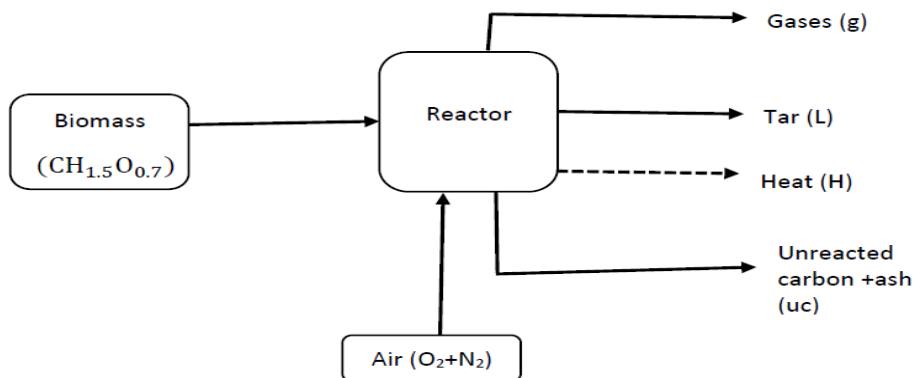 Gases (g)
Biomass
(CH₁.₅O₀.₇)
Reactor
Tar (L)
Heat (H)
Unreacted
carbon +ash
(uc)
Air (O₂+N₂)